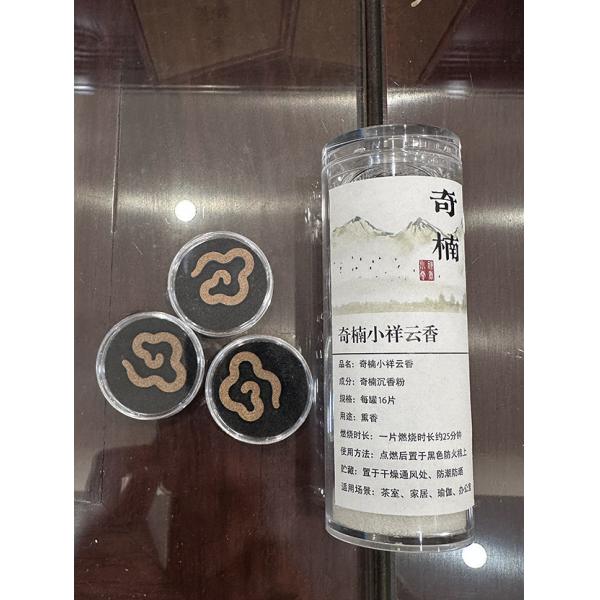 奇楠
奇楠小祥云香
品名：奇楠小祥云香
成分：奇楠沉香粉
规格：每罐16片
用途：熏香
燃烧时长：一片燃烧时长约25分钟
使用方法：点燃后置于黑色防火棉上
贮藏：置于干燥通风处、防潮防晒
适用场景：茶室、家居、瑜伽、办公室